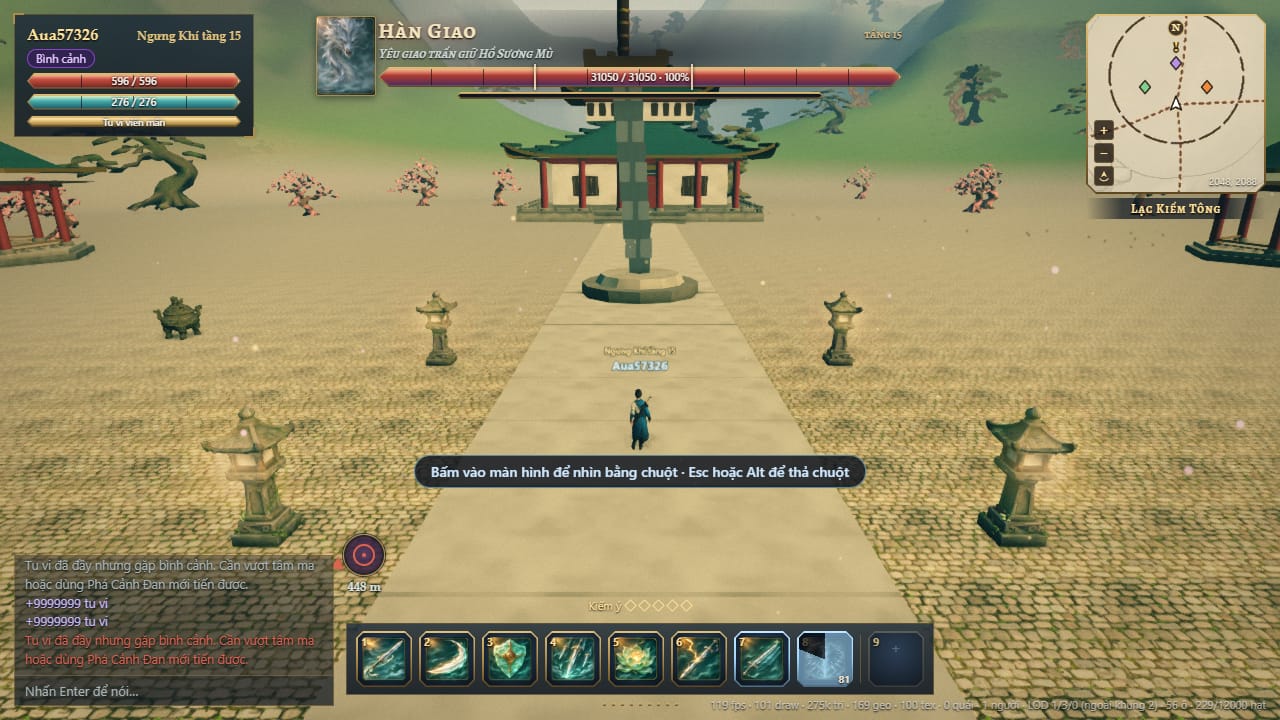 Aua57326
Ngưng Khí tầng 15
Bình cảnh
596 / 596
276 / 276
Tu vi viên mãn
Hàn Giao
Yêu giao trấn giữ Hồ Sương Mù
TẦNG 15
31050 / 31050 · 100%
N
+
−
2048, 2088
Lạc Kiếm Tông
Ngưng Khí tầng 15
Aua57326
Bấm vào màn hình để nhìn bằng chuột · Esc hoặc Alt để thả chuột
448 m
Tu vi đã đầy nhưng gặp bình cảnh. Cần vượt tâm ma
hoặc dùng Phá Cảnh Đan mới tiến được.
+9999999 tu vi
+9999999 tu vi
Tu vi đã đầy nhưng gặp bình cảnh. Cần vượt tâm ma
hoặc dùng Phá Cảnh Đan mới tiến được.
Nhấn Enter để nói...
Kiếm ý
1 2 3 4 5 6 7 8 9
81
+
119 fps · 101 draw · 275k tri · 169 geo · 100 tex · 0 quái · 1 người · LOD 1/3/0 (ngoài khung 2) · 56 ô · 229/12000 hạt